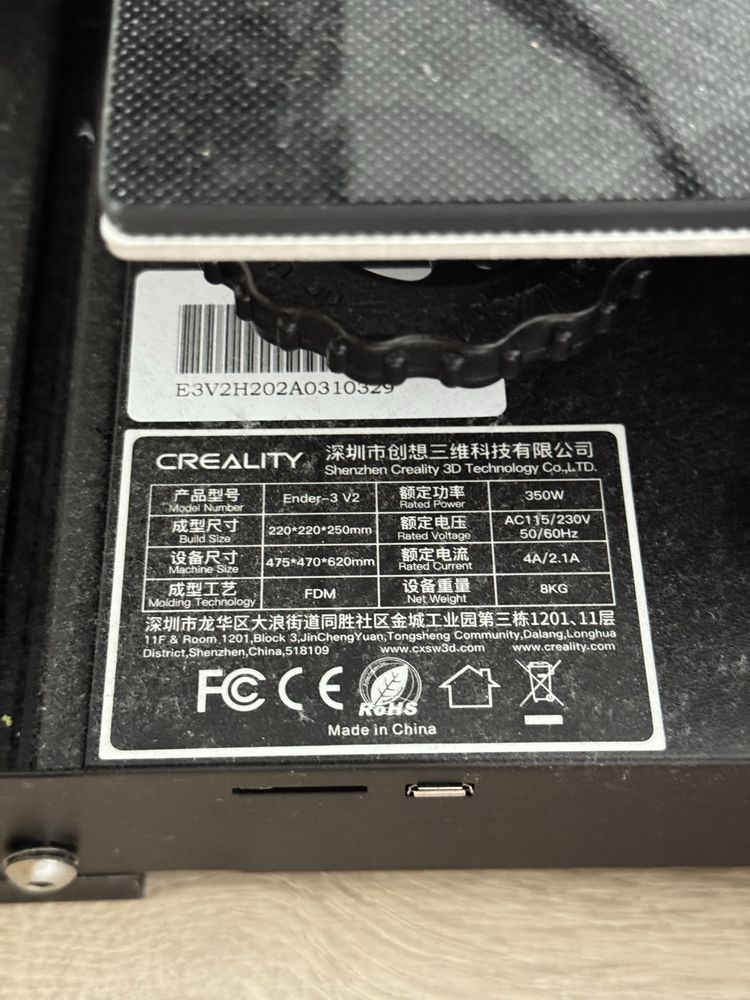 E3V2H202A0310329
CREALITY 深圳市创想三维科技有限公司
Shenzhen Creality 3D Technology Co.,LTD.
产品型号 Ender-3 V2 额定功率 350W
Model Number Rated Power
成型尺寸 220*220*250mm 额定电压 AC115/230V
Build Size Rated Voltage 50/60Hz
设备尺寸 475*470*620mm 额定电流 4A/2.1A
Machine Size Rated Current
成型工艺 FDM 设备重量 8KG
Molding Technology Net Weight
深圳市龙华区大浪街道同胜社区金城工业园第三栋1201、11层
11F & Room 1201,Block 3,JinChengYuan,Tongsheng Community,Dalang,Longhua
District,Shenzhen,China,518109 www.cxsw3d.com www.creality.com
FC CE RoHS
Made in China